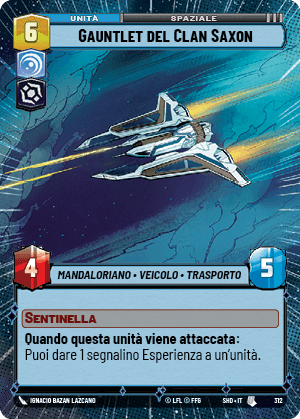 UNITÀ
SPAZIALE
6
GAUNTLET DEL CLAN SAXON
4
5
MANDALORIANO • VEICOLO • TRASPORTO
SENTINELLA
Quando questa unità viene attaccata:
Puoi dare 1 segnalino Esperienza a un'unità.
IGNACIO BAZAN LAZCANO
© LFL © FFG
SHD • IT
312